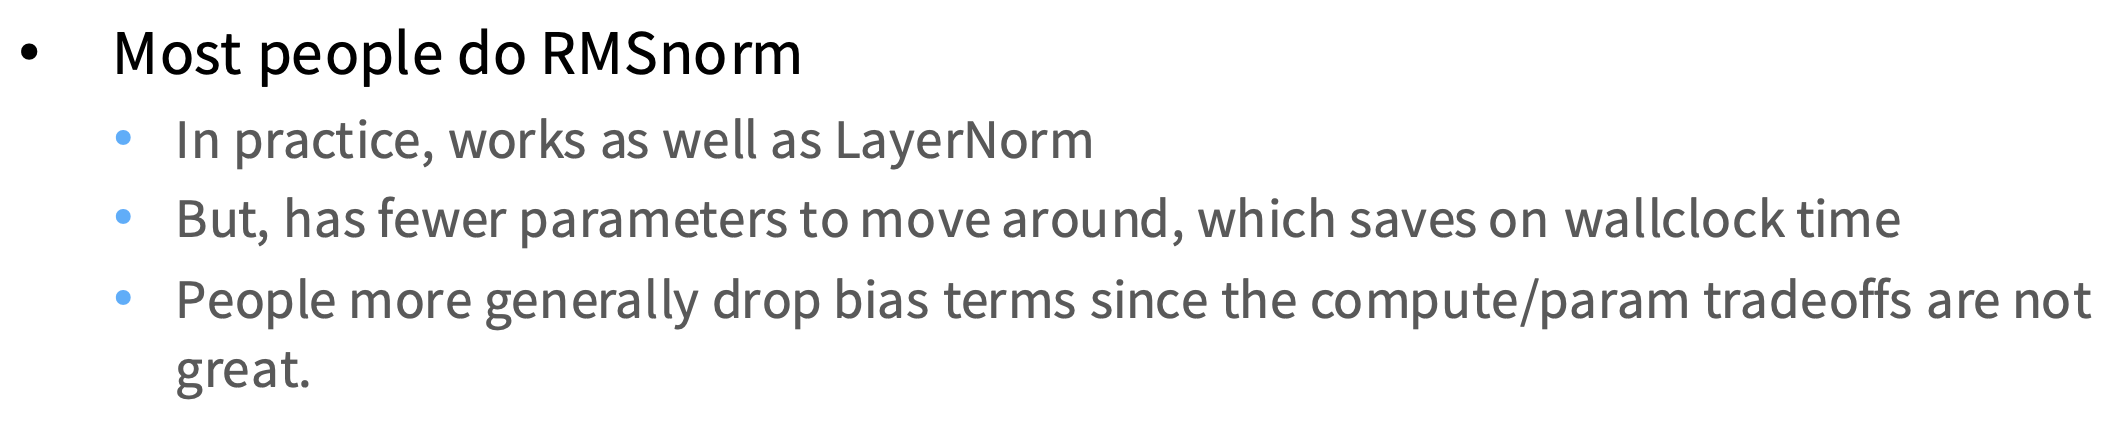 • Most people do RMSnorm
• In practice, works as well as LayerNorm
• But, has fewer parameters to move around, which saves on wallclock time
• People more generally drop bias terms since the compute/param tradeoffs are not
great.